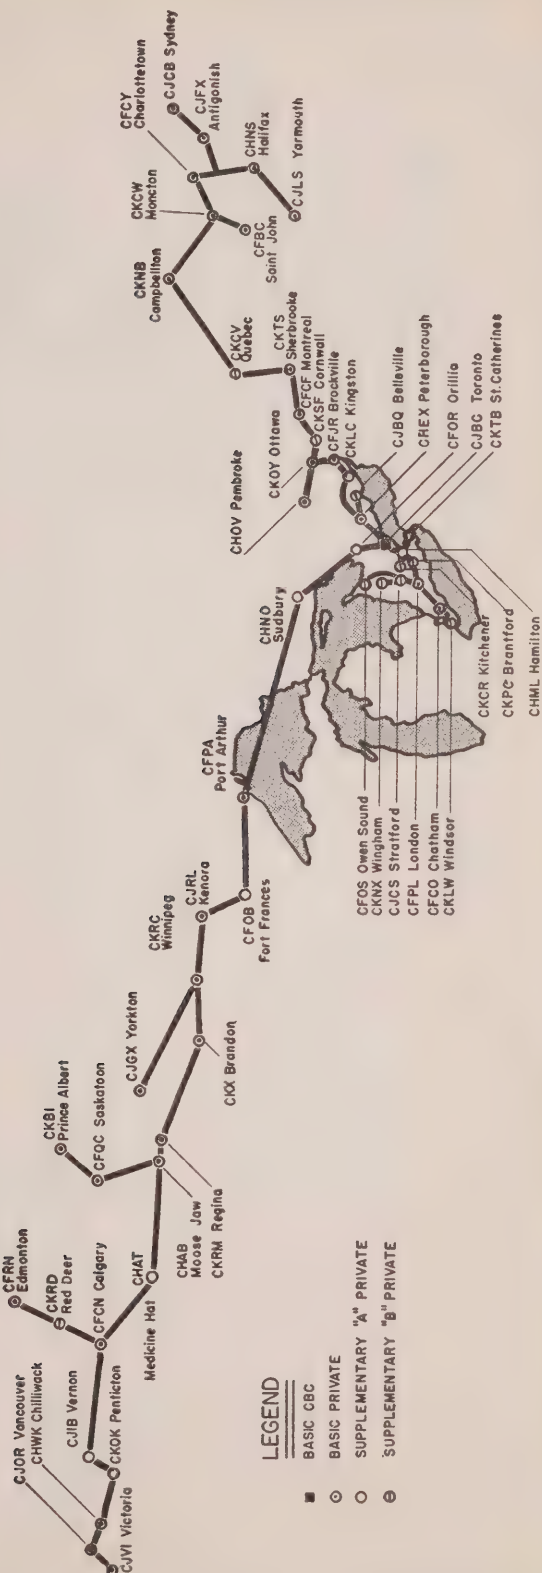 CJOR Vancouver
CHWK Chilliwack
CJVI Victoria
CJIB Vernon
CKOK Penticton
CFRN
Edmonton
CKRD
Red Deer
CFCN Calgary
CHAT
Medicine Hat
CKBI
Prince Albert
CFQC Saskatoon
CHAB
Moose Jaw
CKRM Regina
CJGX Yorkton
CKX Brandon
CKRC
Winnipeg
CJRL
Kenora
CFOB
Fort Frances
CFPA
Port Arthur
CHNO
Sudbury
CHOV Pembroke
CKOY Ottawa
CKCV
Quebec
CKTS
Sherbrooke
CFCF Montreal
CKSF Cornwall
CFJR Brockville
CKLC Kingston
CKNB
Campbellton
CKCW
Moncton
CFBC
Saint John
CFCY
Charlottetown
CJCB Sydney
CJFX
Antigonish
CHNS
Halifax
CJLS Yarmouth
CJBQ Belleville
CHEX Peterborough
CFOR Orillia
CJBC Toronto
CKTB St. Catherines
CKCR Kitchener
CKPC Brantford
CHML Hamilton
CFOS Owen Sound
CKNX Wingham
CJCS Stratford
CFPL London
CFCO Chatham
CKLW Windsor
LEGEND
BASIC CBC
BASIC PRIVATE
SUPPLEMENTARY "A" PRIVATE
SUPPLEMENTARY "B" PRIVATE